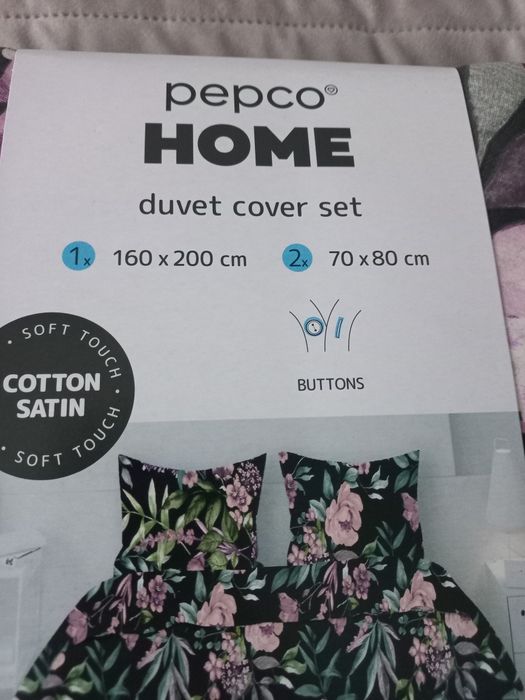 pepco
HOME
duvet cover set
1x 160 x 200 cm 2x 70 x 80 cm
BUTTONS
• SOFT TOUCH •
COTTON
SATIN
• SOFT TOUCH •